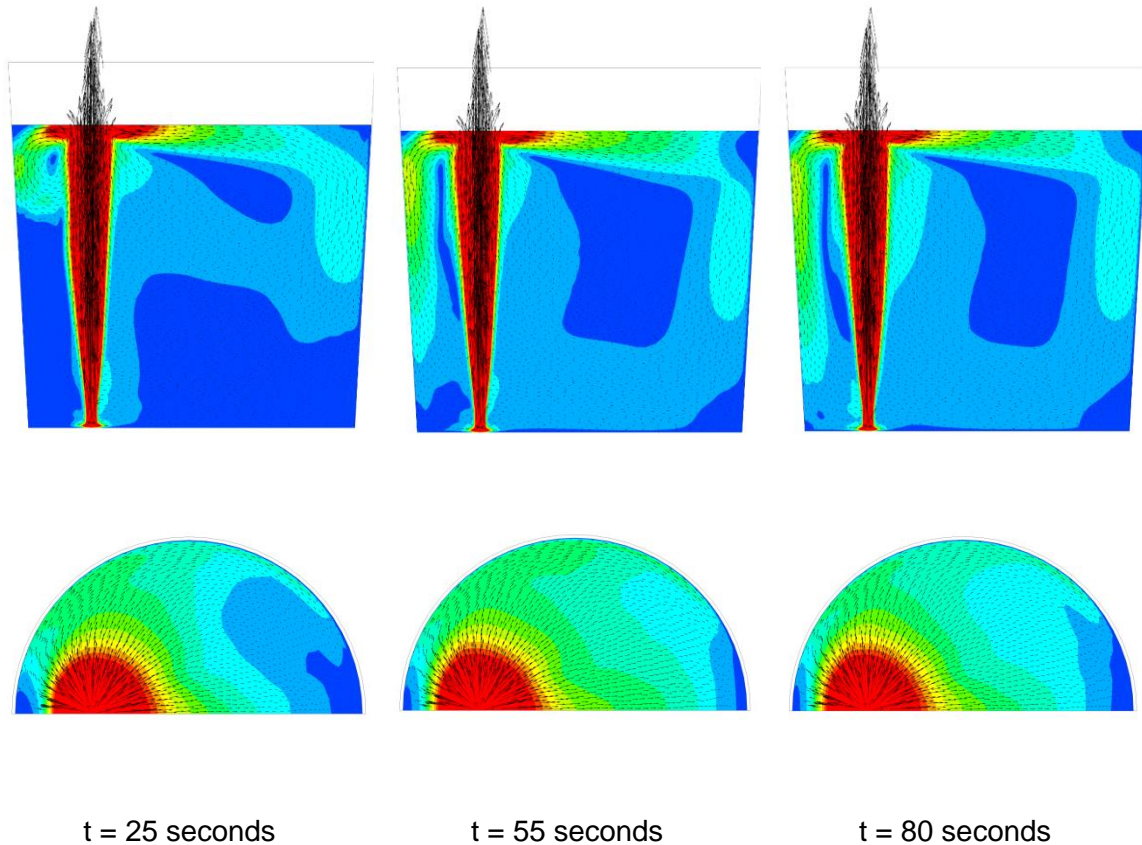 t = 25 seconds t = 55 seconds t = 80 seconds